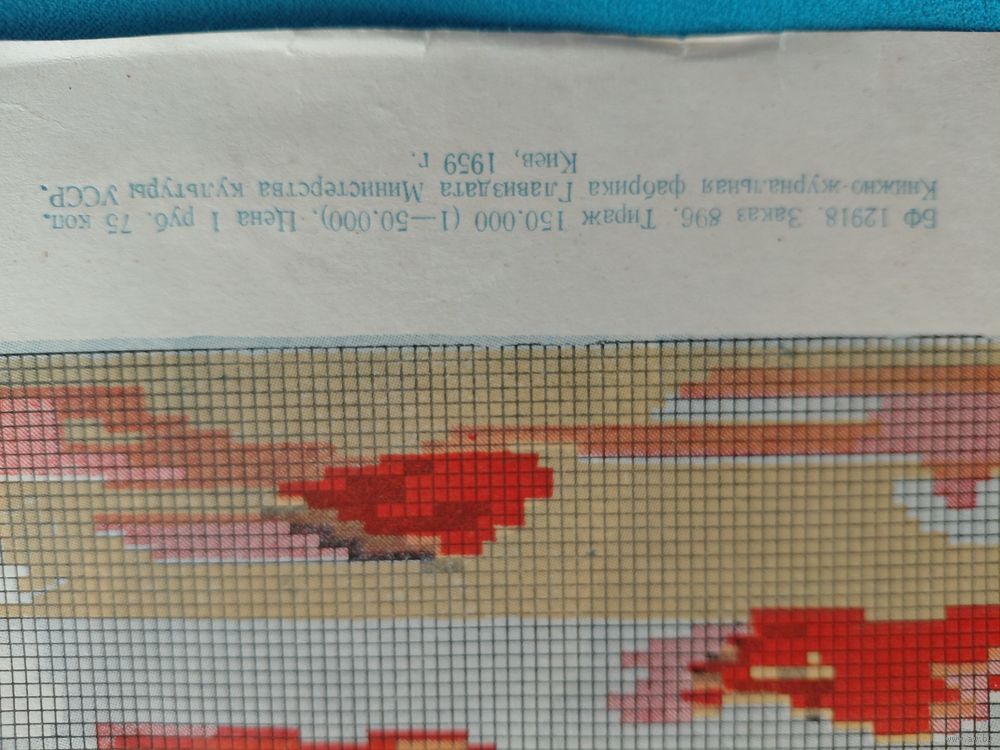 БФ 12918. Заказ 896. Тираж 150.000 (1—50.000). Цена 1 руб. 75 коп.
Книжно-журнальная фабрика Главиздата Министерства культуры УССР.
Киев, 1959 г.